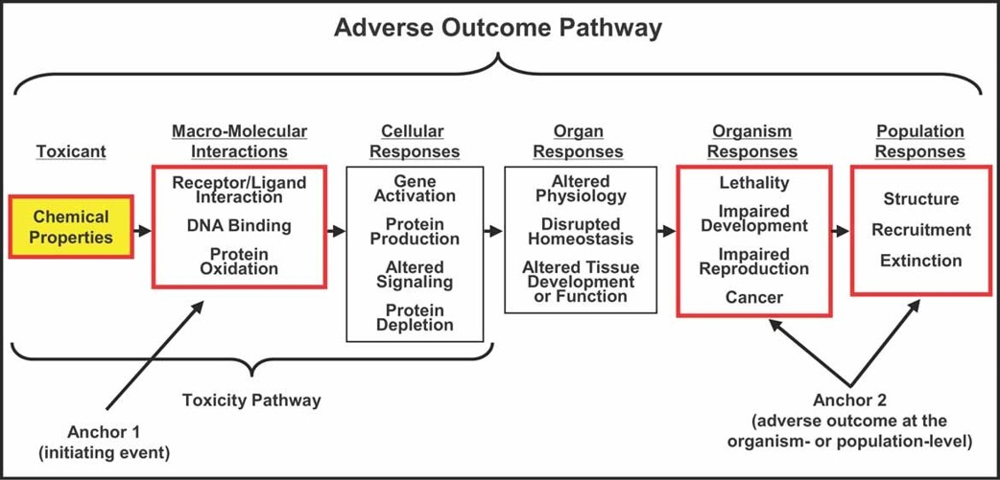 Adverse Outcome Pathway
Toxicant
Macro-Molecular
Interactions
Cellular
Responses
Organ
Responses
Organism
Responses
Population
Responses
Chemical
Properties
Receptor/Ligand
Interaction
DNA Binding
Protein
Oxidation
Gene
Activation
Protein
Production
Altered
Signaling
Protein
Depletion
Altered
Physiology
Disrupted
Homeostasis
Altered Tissue
Development
or Function
Lethality
Impaired
Development
Impaired
Reproduction
Cancer
Structure
Recruitment
Extinction
Toxicity Pathway
Anchor 1
(initiating event)
Anchor 2
(adverse outcome at the
organism- or population-level)